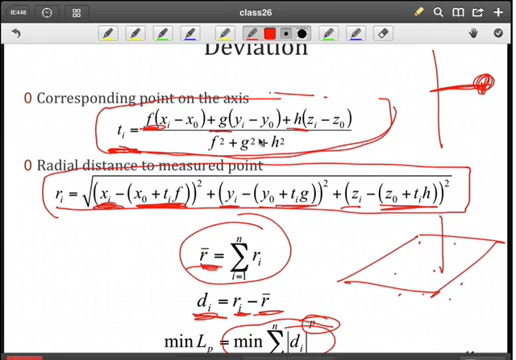 IE448
class26
Deviation
Corresponding point on the axis
t_i = (f(x_i − x_0) + g(y_i − y_0) + h(z_i − z_0)) / (f² + g² + h²)
Radial distance to measured point
r_i = √((x_i − (x_0 + t_i f))² + (y_i − (y_0 + t_i g))² + (z_i − (z_0 + t_i h))²)
r̄ = ∑_{i=1}^{n} r_i
d_i = r_i − r̄
min L_p = min ∑^{n} |d_i|^p